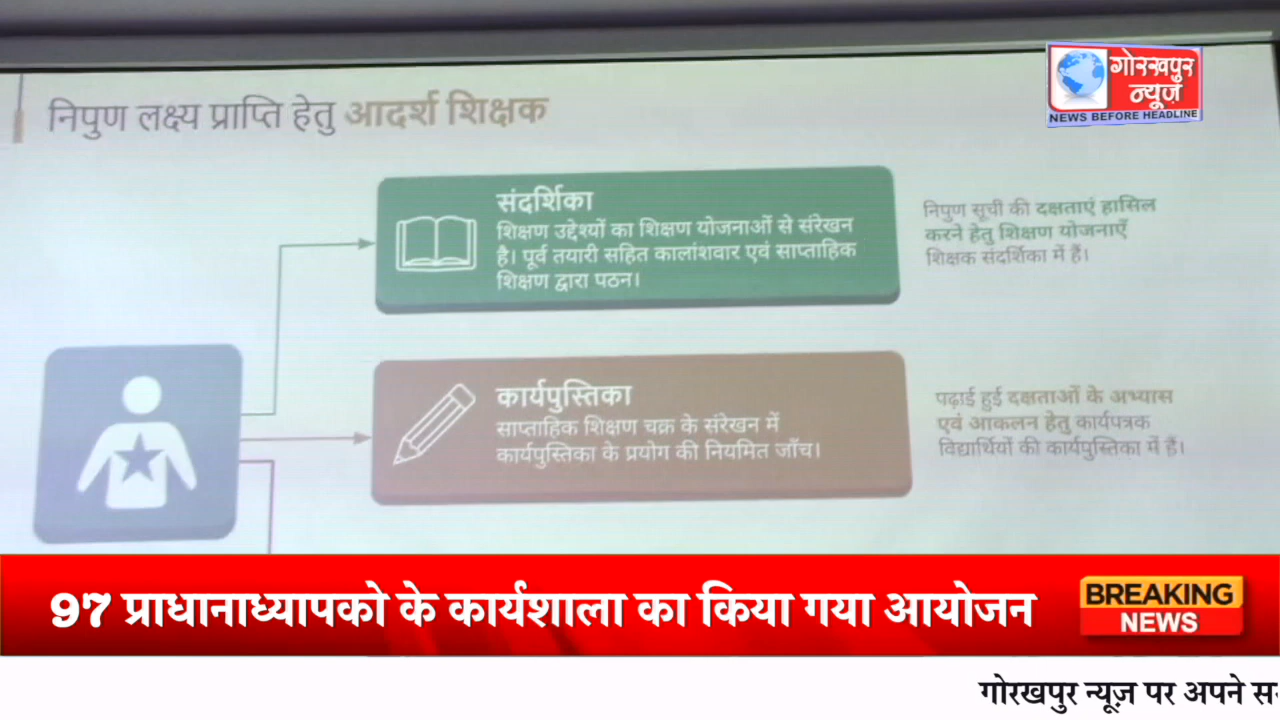 निपुण लक्ष्य प्राप्ति हेतु आदर्श शिक्षक
गोरखपुर
न्यूज़
NEWS BEFORE HEADLINE
संदर्शिका
शिक्षण उद्देश्यों का शिक्षण योजनाओं से संरेखन
है। पूर्व तयारी सहित कालांशवार एवं साप्ताहिक
शिक्षण द्वारा पठन।
निपुण सूची की दक्षताएं हासिल
करने हेतु शिक्षण योजनाएँ
शिक्षक संदर्शिका में हैं।
कार्यपुस्तिका
साप्ताहिक शिक्षण चक्र के संरेखन में
कार्यपुस्तिका के प्रयोग की नियमित जाँच।
पढ़ाई हुई दक्षताओं के अभ्यास
एवं आकलन हेतु कार्यपत्रक
विद्यार्थियों की कार्यपुस्तिका में हैं।
97 प्राधानाध्यापको के कार्यशाला का किया गया आयोजन
BREAKING
NEWS
गोरखपुर न्यूज़ पर अपने